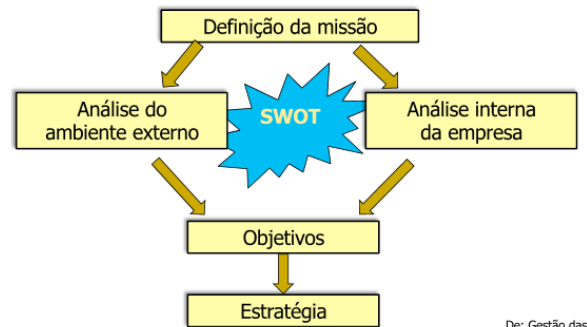 Definição da missão
Análise do
ambiente externo
SWOT
Análise interna
da empresa
Objetivos
Estratégia
De: Gestão das